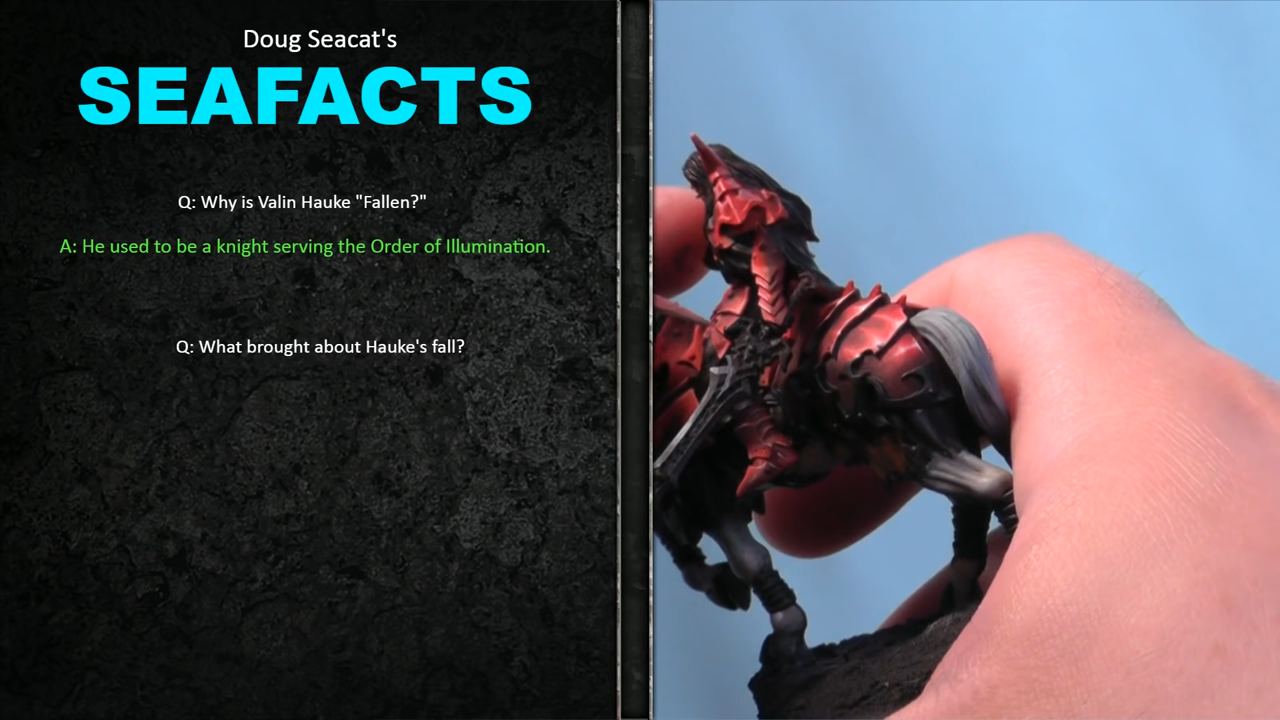 Doug Seacat's
SEAFACTS
Q: Why is Valin Hauke "Fallen?"
A: He used to be a knight serving the Order of Illumination.
Q: What brought about Hauke's fall?